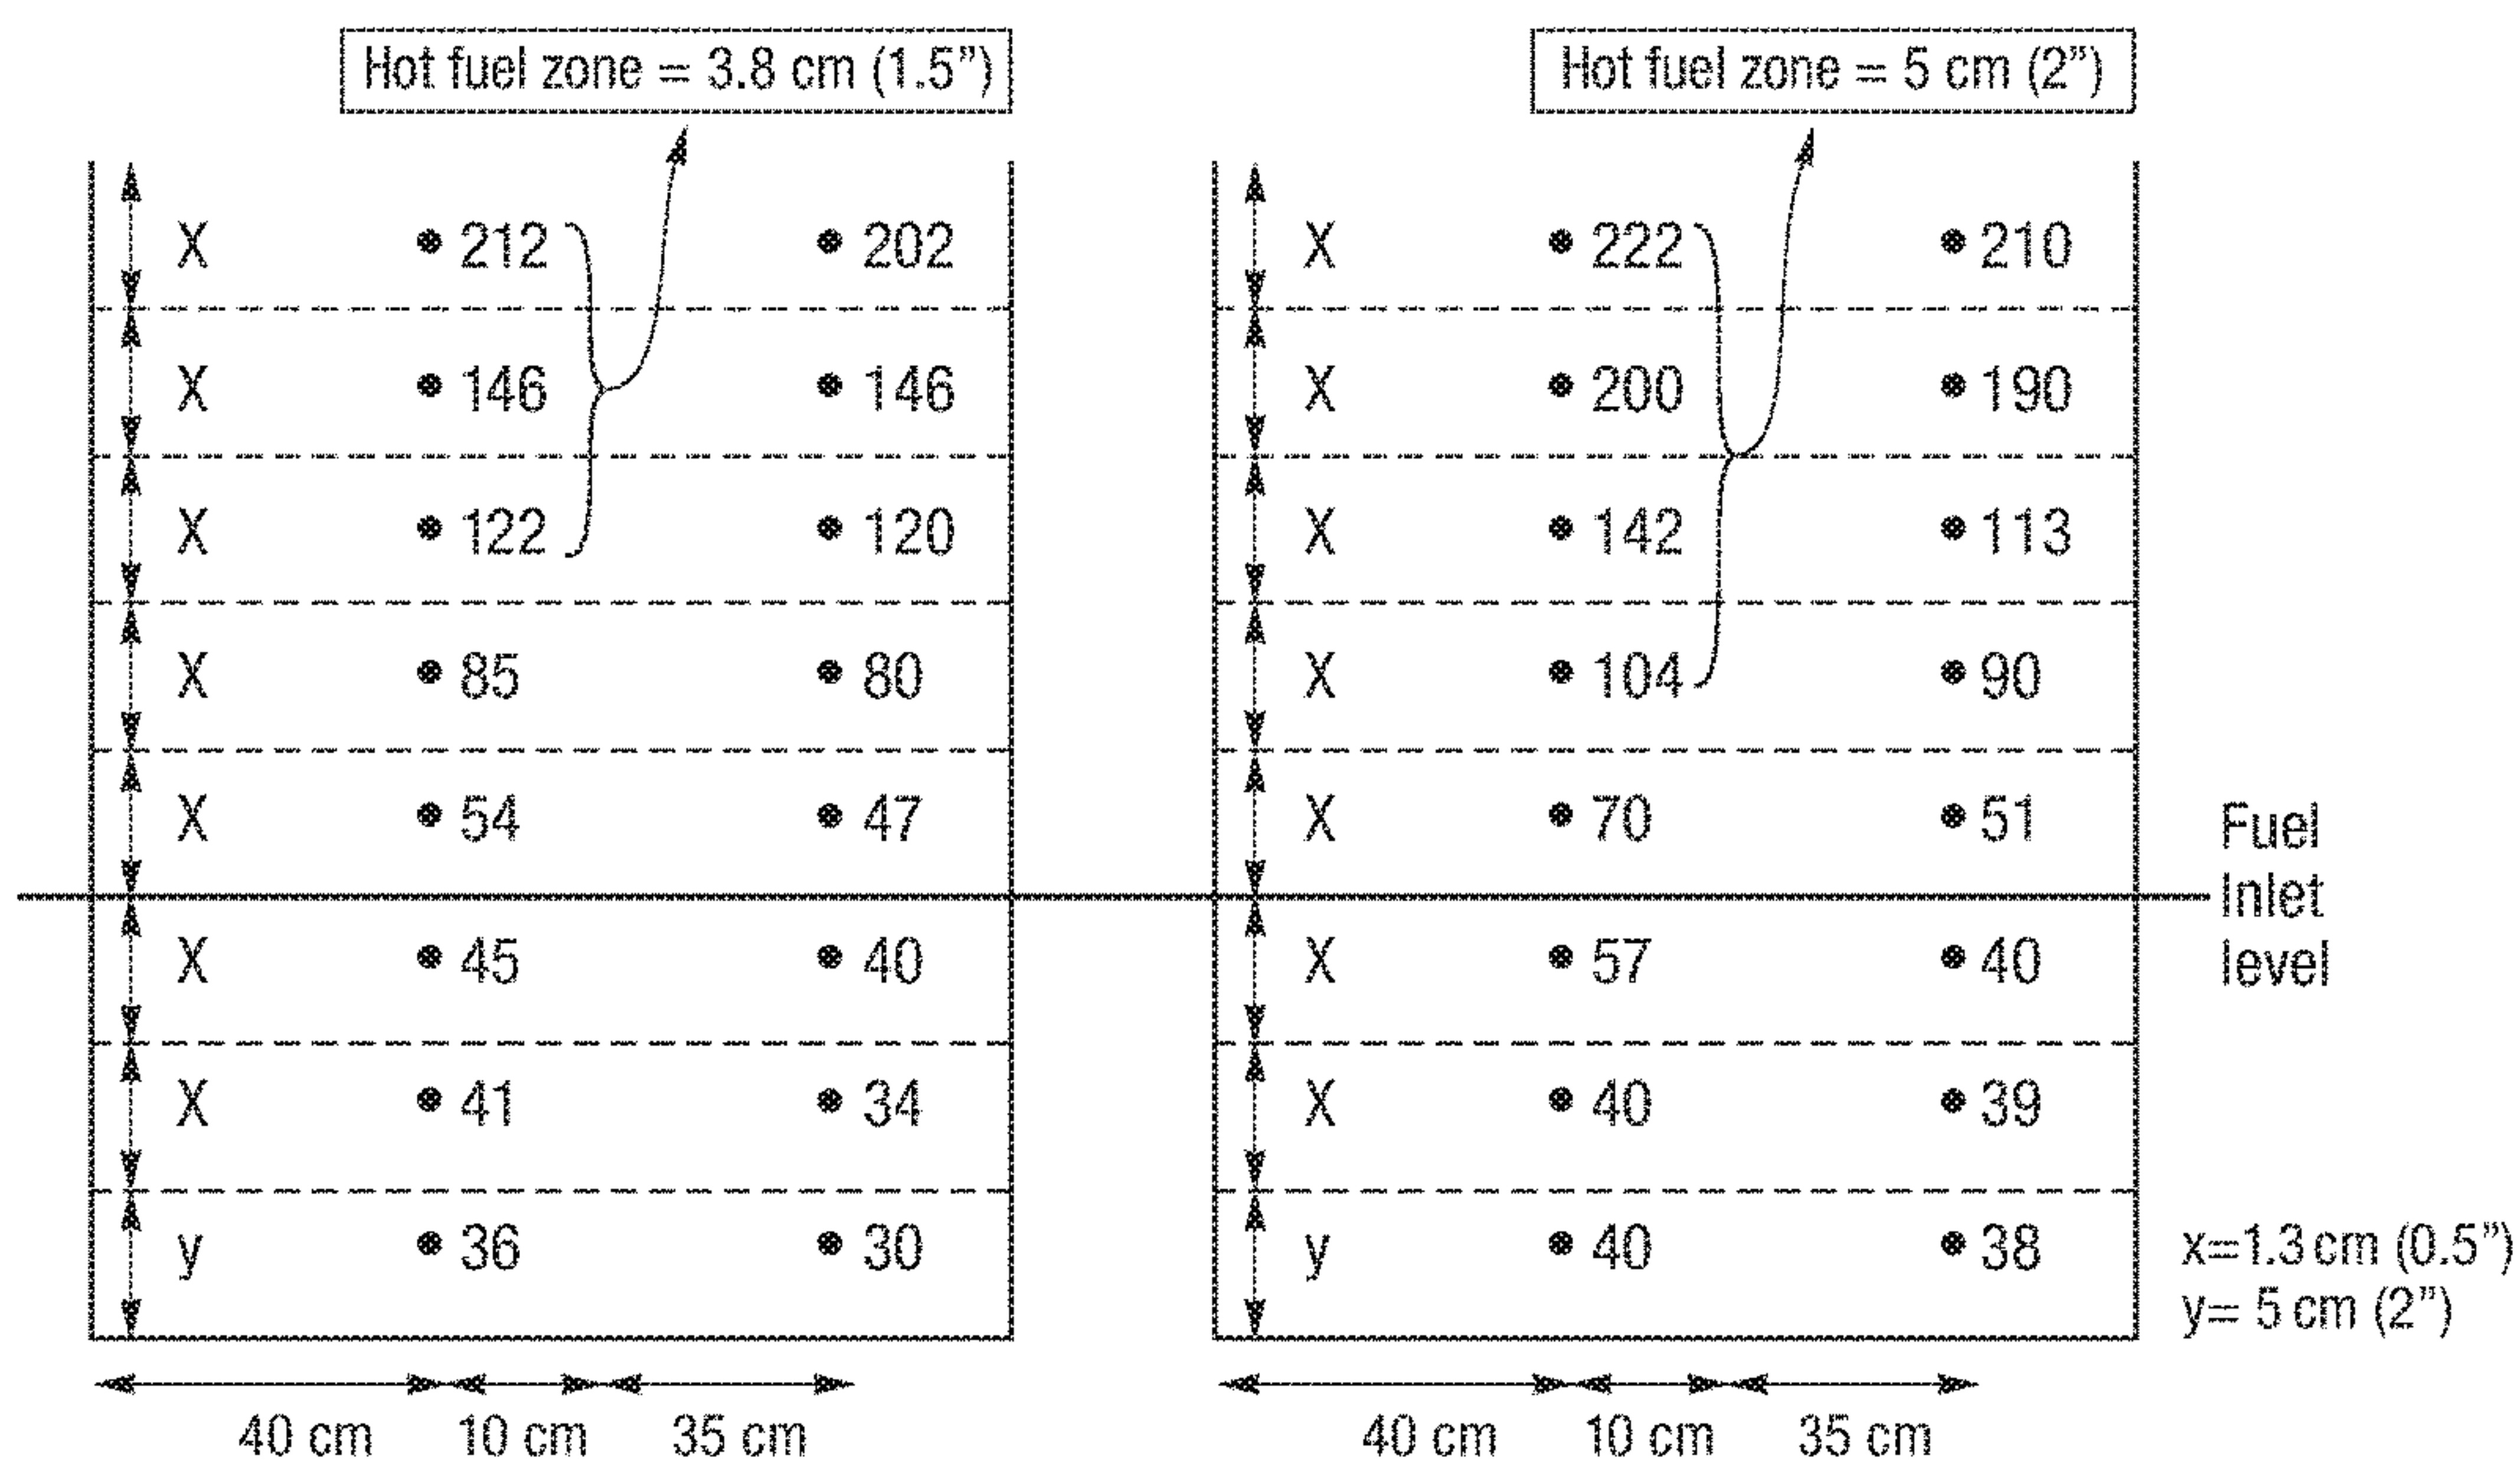 Hot fuel zone = 3.8 cm (1.5”)
Hot fuel zone = 5 cm (2”)
X 212 202 X 222 210
X 146 146 X 200 190
X 122 120 X 142 113
X 85 80 X 104 90
X 54 47 X 70 51
Fuel
Inlet
level
X 45 40 X 57 40
X 41 34 X 40 39
y 36 30 y 40 38
x=1.3 cm (0.5”)
y= 5 cm (2”)
40 cm 10 cm 35 cm 40 cm 10 cm 35 cm